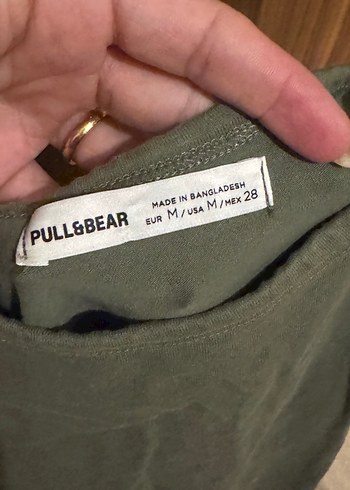 PULL&BEAR
MADE IN BANGLADESH
EUR M / USA M / MEX 28